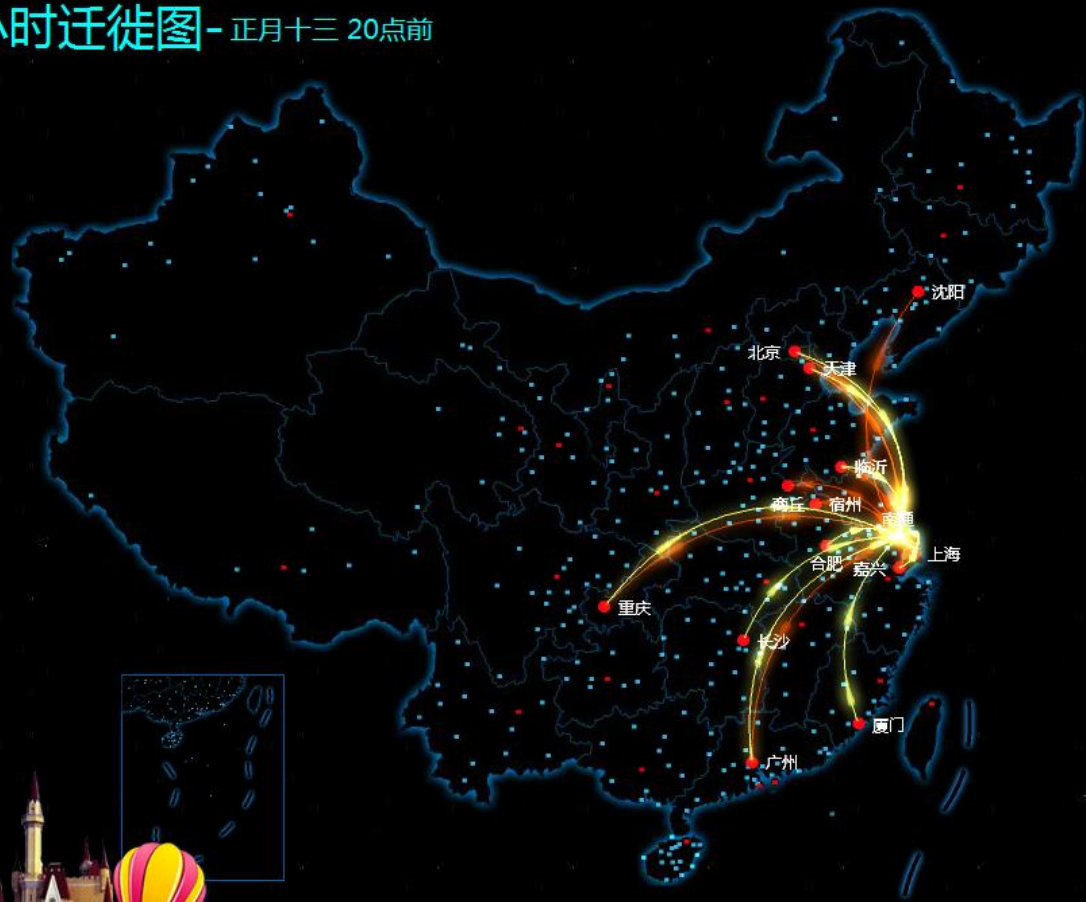 小时迁徙图- 正月十三 20点前
沈阳
北京
天津
临沂
商丘
宿州
南通
合肥
嘉兴
上海
重庆
长沙
厦门
广州